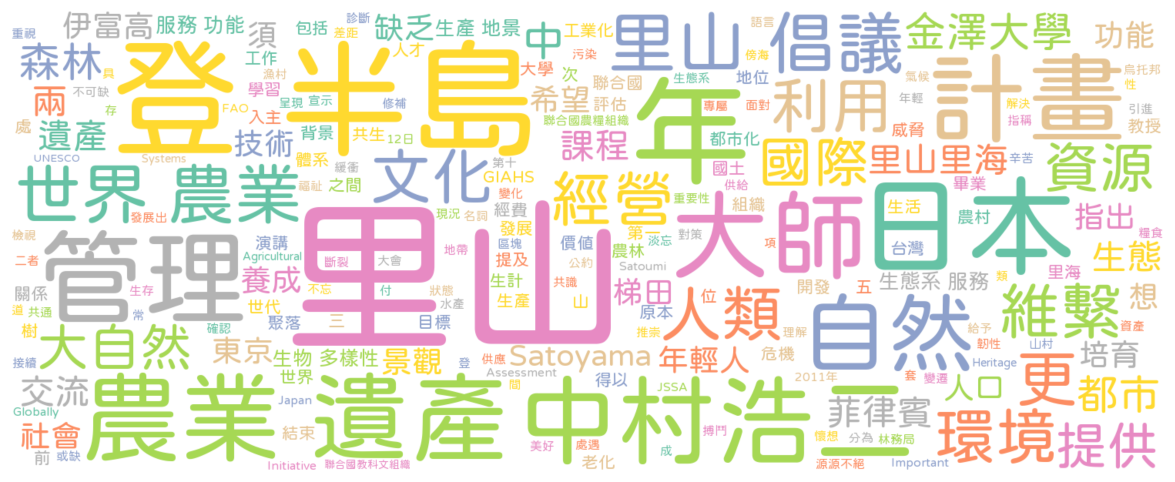 重視 伊富高 服務 功能 須 包括 診斷 差距 缺乏 生產 地景 中 工業化 里山 倡議 語言 金澤大學 功能
員 森林 登 半島 工作 人才 大學 污染 次 聯合國 傍海 生態系 地位 氣候 烏托邦 性
不可缺 兩 漁村 學習 存 FAO 呈現 宣示 修補 希望 評估 年 專屬 面對 利用 年輕 計畫 解決 引進
處 遺產 入主 背景 共生 12日 聯合國農糧組織 威脅 指稱 教授
UNESCO 技術 體系 緩衝 第十 課程 都市化 國際 里山里海 辛苦
Systems 世界 農業 福祉 之間 文化 GIAHS 國土 供給 畢業 資源
發展出 現況 名詞 變化 經費 經營 重要性 組織 大師 生活 日本 農村 指出
檢視 管理 演講 地帶 里山 發展 區塊 第一 價值 淡忘 對策 項 台灣 糧食
二者 Agricultural 斷裂 大會 提及 農林 公約 Satoumi 生態
關係 養成 生存 不忘 付 狀態 生計 共識 梯田 開發 五 生態系 服務 類 里海
道 共通 常 世代 三 水產 生產 山 位 人類 自然 維繫 想
樹 確認 聚落 目標 原本 推崇 理解 給予 韌性 山村 資產
接續 大自然 東京 生物 多樣性 景觀 登 供應 Satoyama 年輕人 危機 培育
交流 世界 Assessment 間 得以 JSSA 2011年 套 變遷 Heritage 更 人口 都市
Globally 農業 遺產 Japan 中村浩二 菲律賓
社會 前 或缺 結束 美好 處遇 老化 成 搏鬥 懷想 分為 林務局 環境 提供
Initiative 聯合國教科文組織 源源不絕 Important